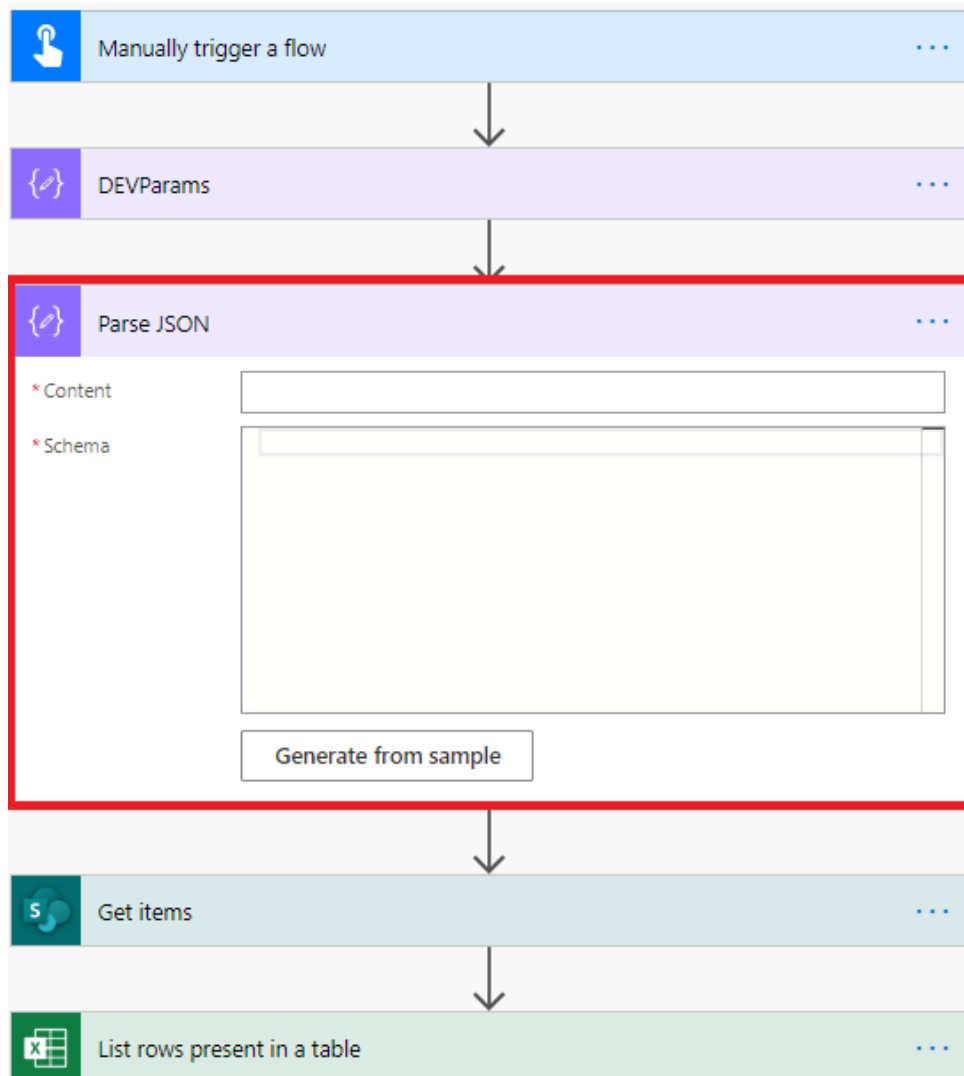 Manually trigger a flow
DEVParams
Parse JSON
* Content
* Schema
Generate from sample
S
Get items
X
List rows present in a table